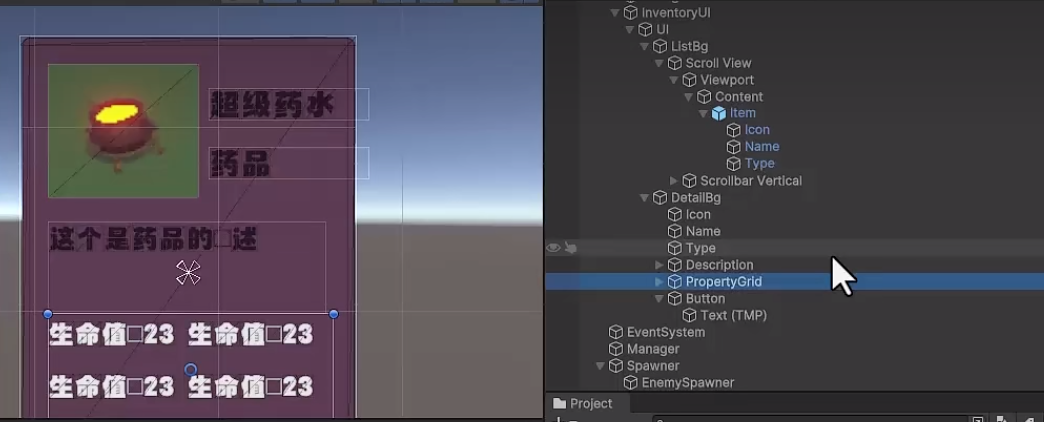 超级药水
药品
这个是药品的□述
生命值□23 生命值□23
生命值□23 生命值□23
InventoryUI
UI
ListBg
Scroll View
Viewport
Content
Item
Icon
Name
Type
Scrollbar Vertical
DetailBg
Icon
Name
Type
Description
PropertyGrid
Button
Text (TMP)
EventSystem
Manager
Spawner
EnemySpawner
Project